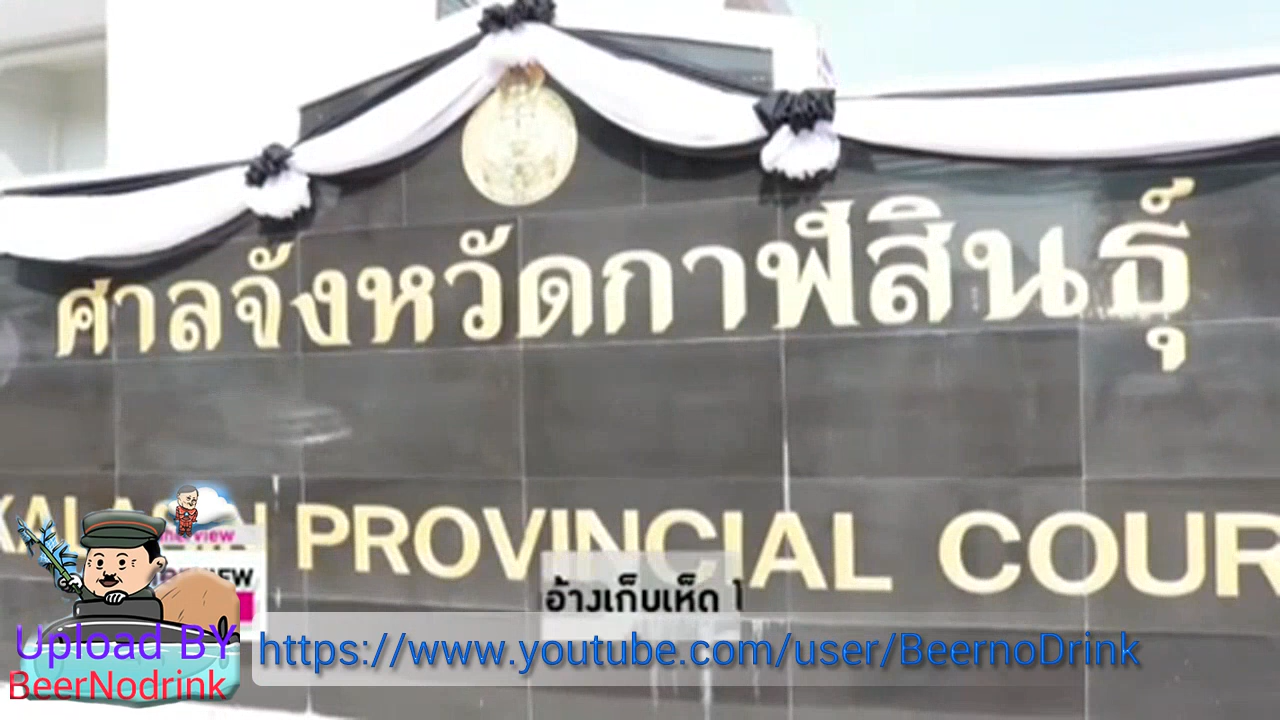 ศาลจังหวัดกาฬสินธุ์
KALASIN PROVINCIAL COUR
อ้างเก็บเห็ด
Upload BY
https://www.youtube.com/user/BeernoDrink
BeerNodrink